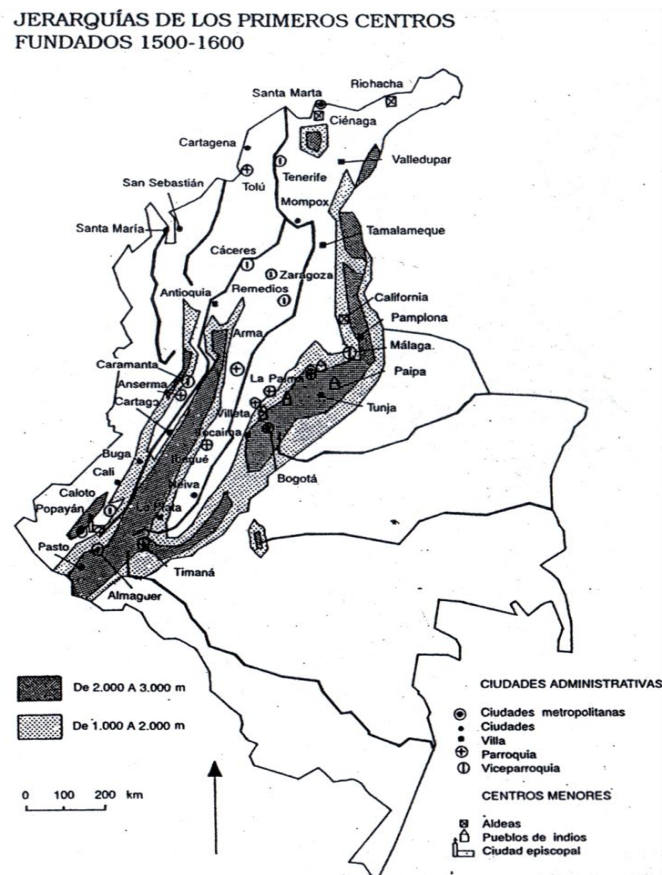 JERARQUÍAS DE LOS PRIMEROS CENTROS
FUNDADOS 1500-1600
Riohacha
Santa Marta
Ciénaga
Cartagena
Valledupar
Tolú
Tenerife
San Sebastián
Mompox
Santa María
Tamalameque
Cáceres
Zaragoza
Remedios
Antioquia
California
Pamplona
Arma
Málaga
Caramanta
La Palma
Paipa
Anserma
Cartago
Villeta
Tunja
Tocaima
Ibagué
Buga
Bogotá
Cali
Neiva
Caloto
La Plata
Popayán
Pasto
Timaná
Almaguer
De 2.000 A 3.000 m
De 1.000 A 2.000 m
0 100 200 km
CIUDADES ADMINISTRATIVAS
Ciudades metropolitanas
Ciudades
Villa
Parroquia
Viceparroquia
CENTROS MENORES
Aldeas
Pueblos de indios
Ciudad episcopal